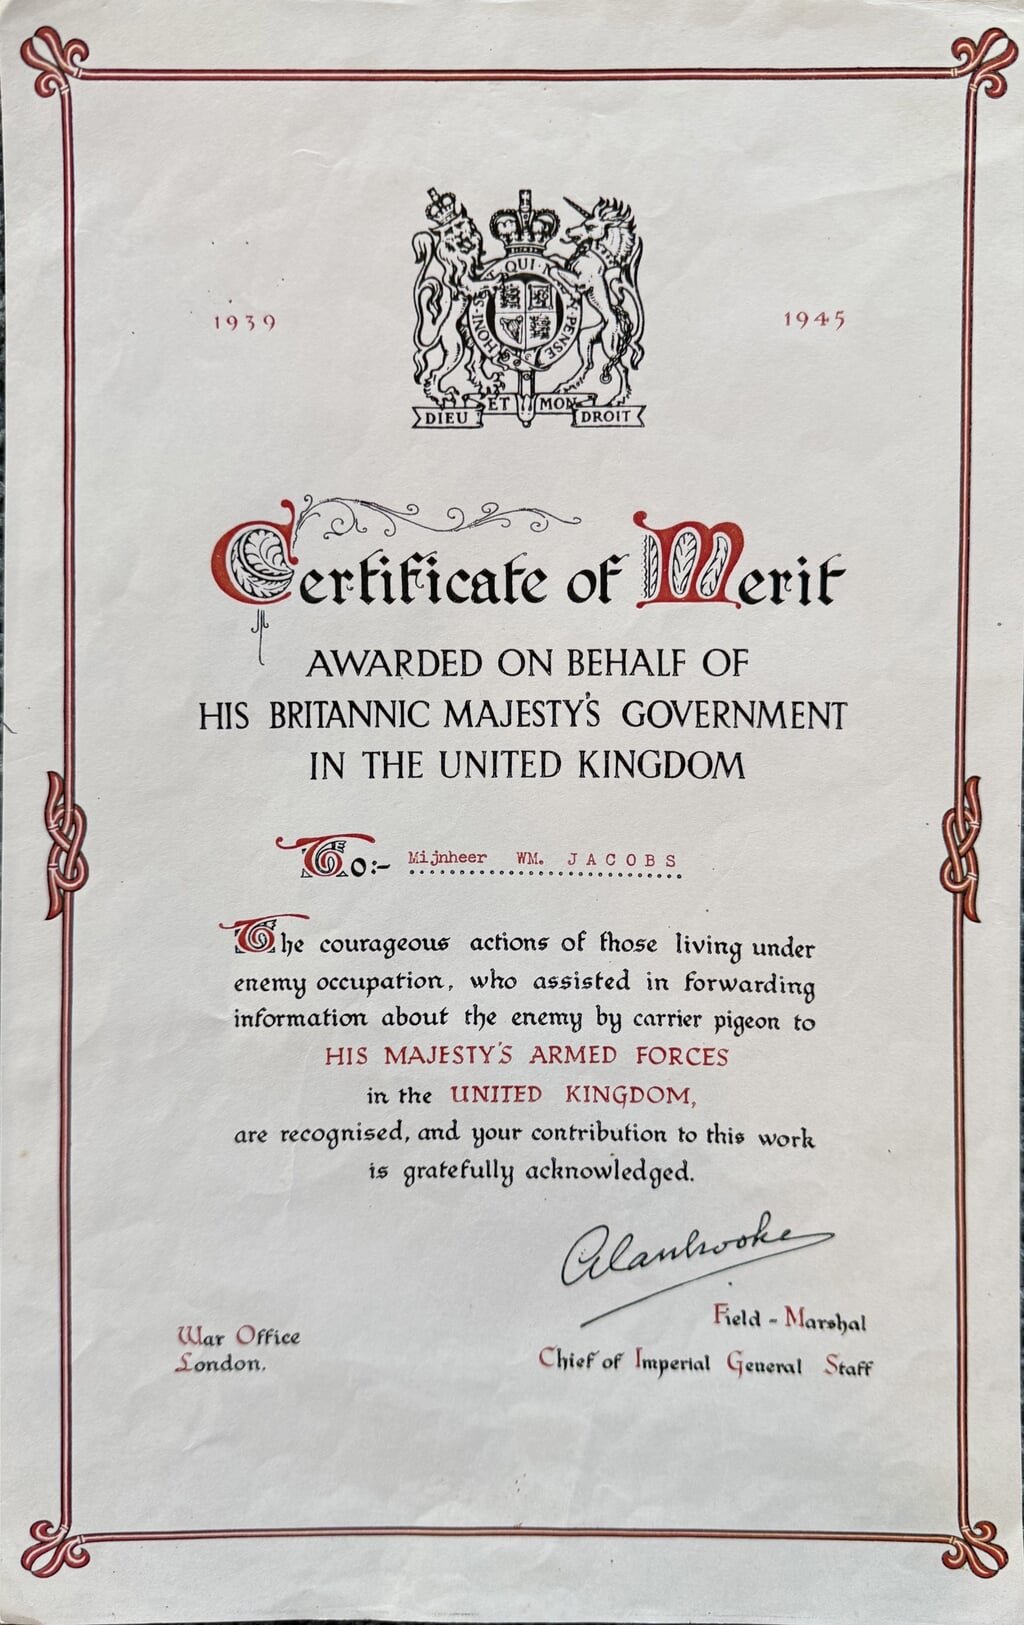 1939
1945
HONI·SOIT·QUI·MAL·Y·PENSE
DIEU ET MON DROIT
Certificate of Merit
AWARDED ON BEHALF OF
HIS BRITANNIC MAJESTY'S GOVERNMENT
IN THE UNITED KINGDOM
To:- Mijnheer WM. JACOBS
The courageous actions of those living under
enemy occupation, who assisted in forwarding
information about the enemy by carrier pigeon to
HIS MAJESTY'S ARMED FORCES
in the UNITED KINGDOM,
are recognised, and your contribution to this work
is gratefully acknowledged.
Alanbrooke
Field - Marshal
Chief of Imperial General Staff
War Office
London.